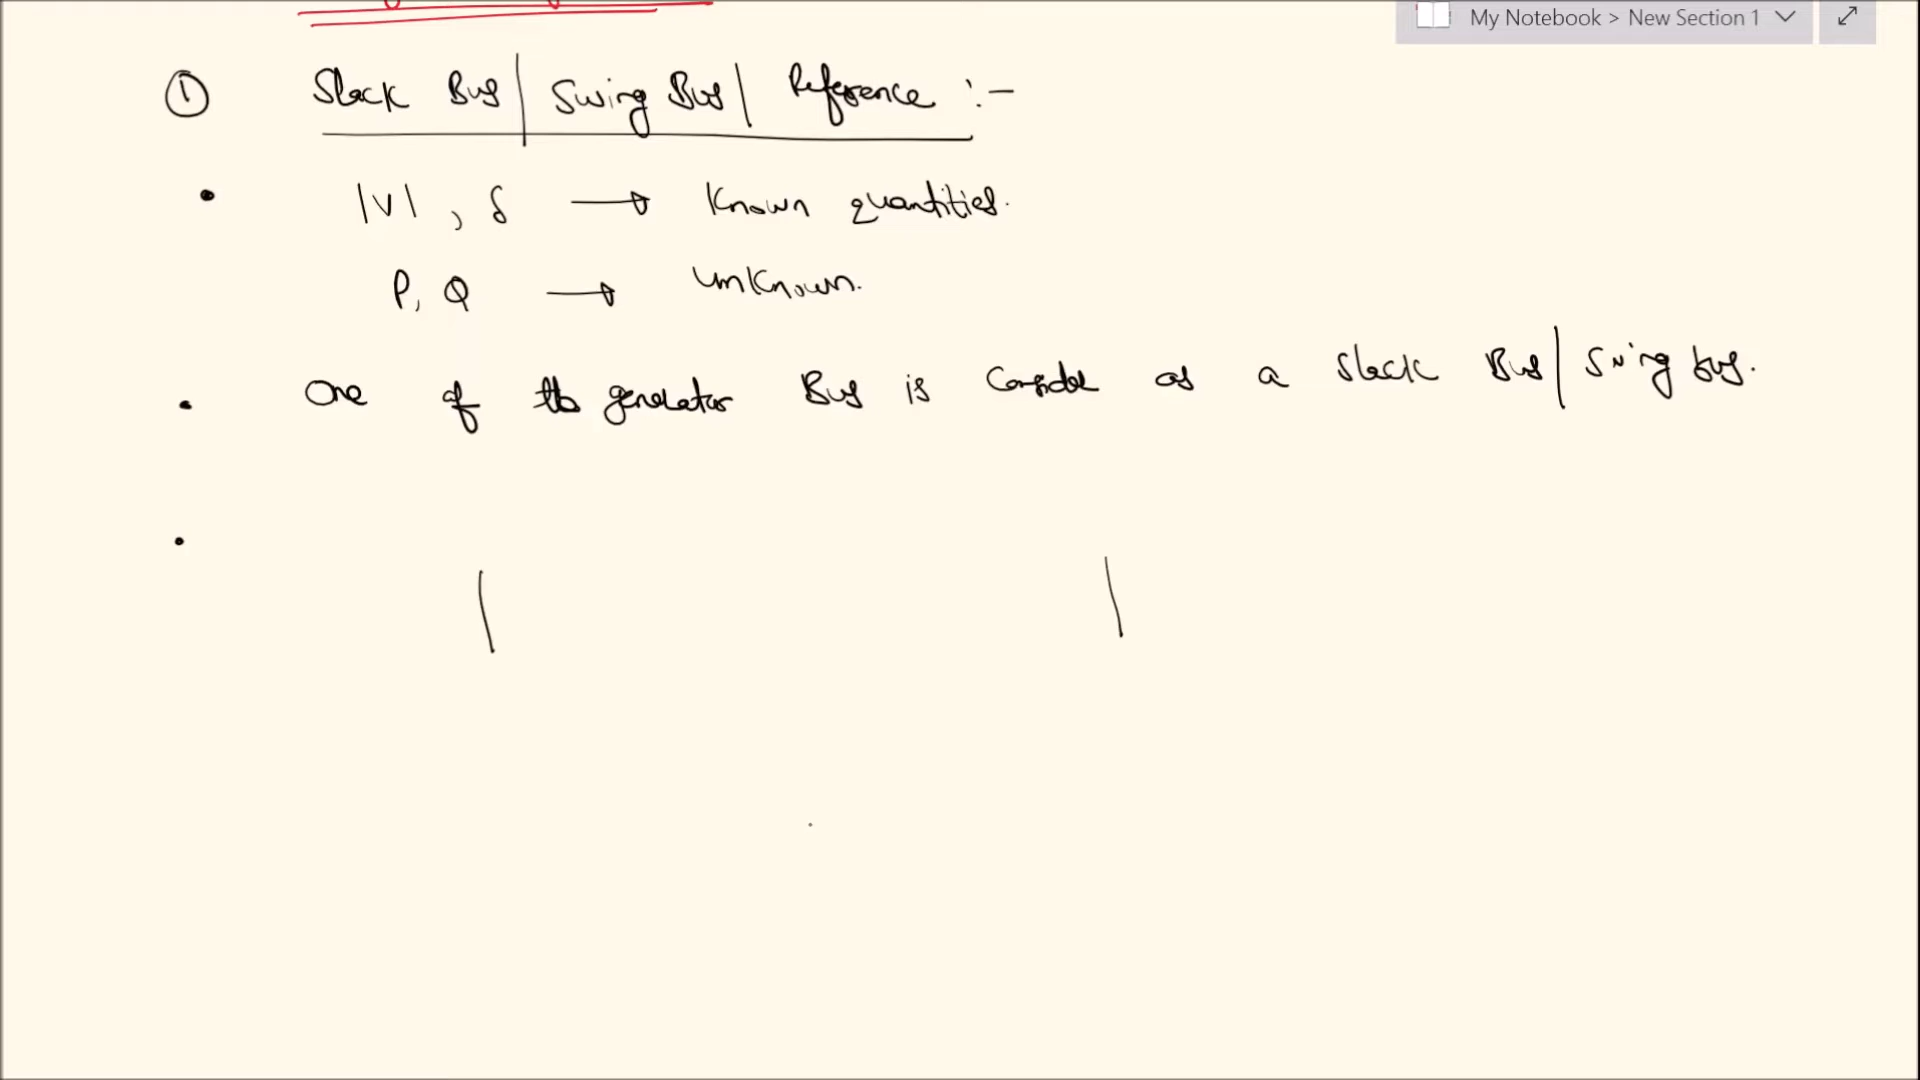 My Notebook > New Section 1
① Slack Bus | Swing Bus | Reference :-
• |V| , δ → Known quantities.
P, Q → unknown.
• One of the generator Bus is Conside as a slack Bus | Swing bus.
•